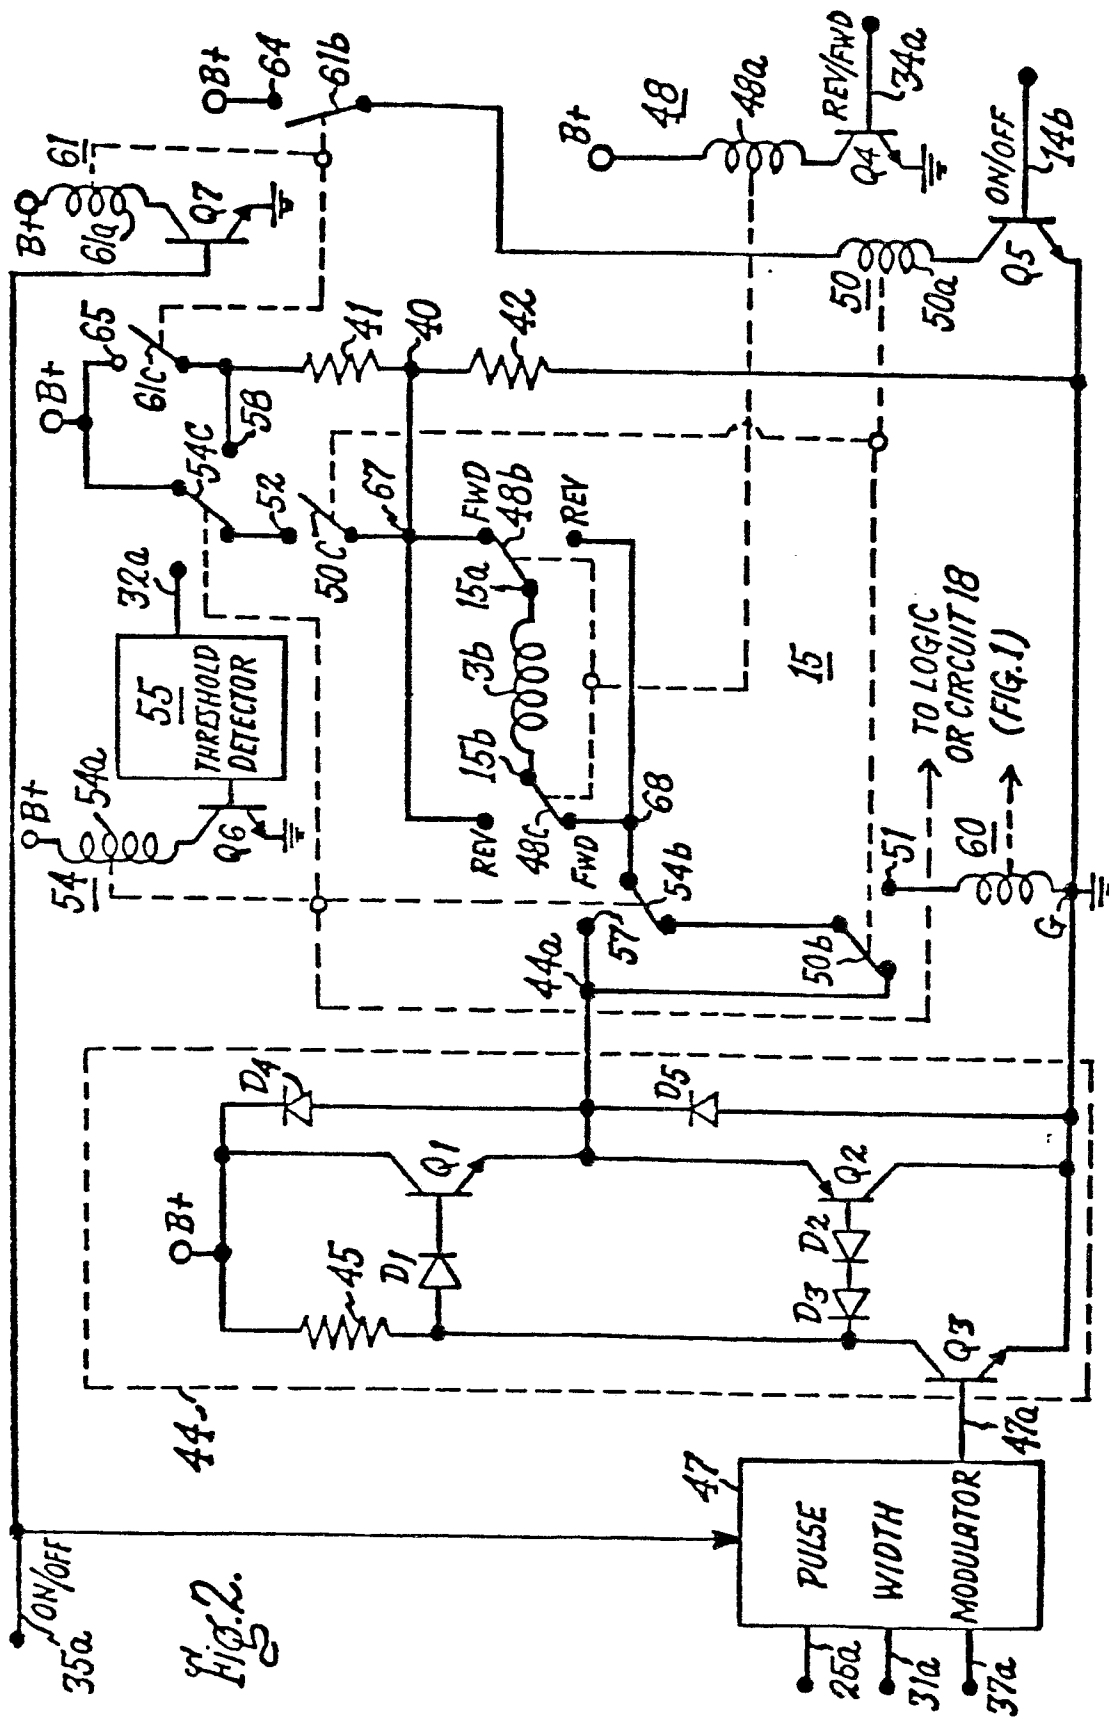 35a
ON/OFF
Fig. 2.
25a
31a
37a
PULSE
WIDTH
MODULATOR
47
47a
44
B+
45
D1
D3
D2
Q1
Q2
Q3
D4
D5
44a
57
54b
50b
51
60
G
TO LOGIC
OR CIRCUIT 18
(FIG. 1)
B+
54
54a
Q6
55
THRESHOLD
DETECTOR
32a
REV
48c
FWD
68
15b
3b
15a
48b
FWD
REV
15
67
50c
52
54c
58
B+
65
61c
41
40
42
B+
61
61a
Q7
B+
64
61b
50
50a
Q5
ON/OFF
14b
B+
48
48a
Q4
REV/FWD
34a